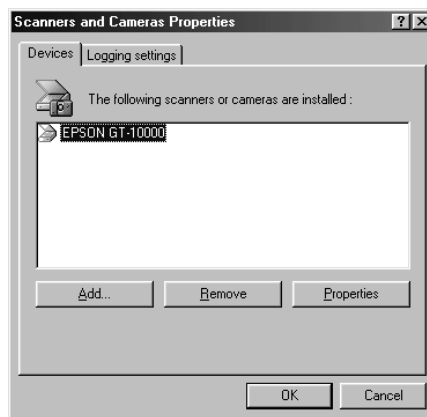 Scanners and Cameras Properties
Devices Logging settings
The following scanners or cameras are installed :
EPSON GT-10000
Add... Remove Properties
OK Cancel